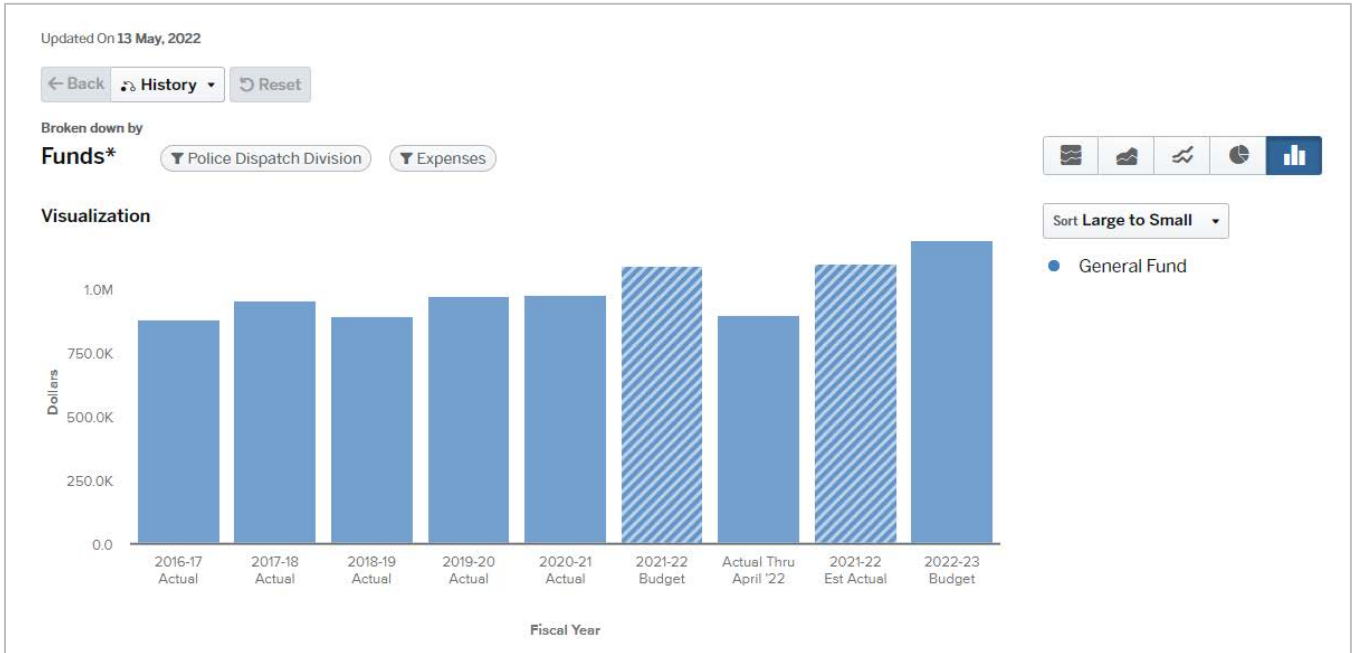 Updated On 13 May, 2022
← Back History Reset
Broken down by
Funds* Police Dispatch Division Expenses
Visualization
Sort Large to Small
General Fund
1.0M
750.0K
500.0K
250.0K
0.0
Dollars
2016-17 2017-18 2018-19 2019-20 2020-21 2021-22 Actual Thru 2021-22 2022-23
Actual Actual Actual Actual Actual Budget April '22 Est Actual Budget
Fiscal Year